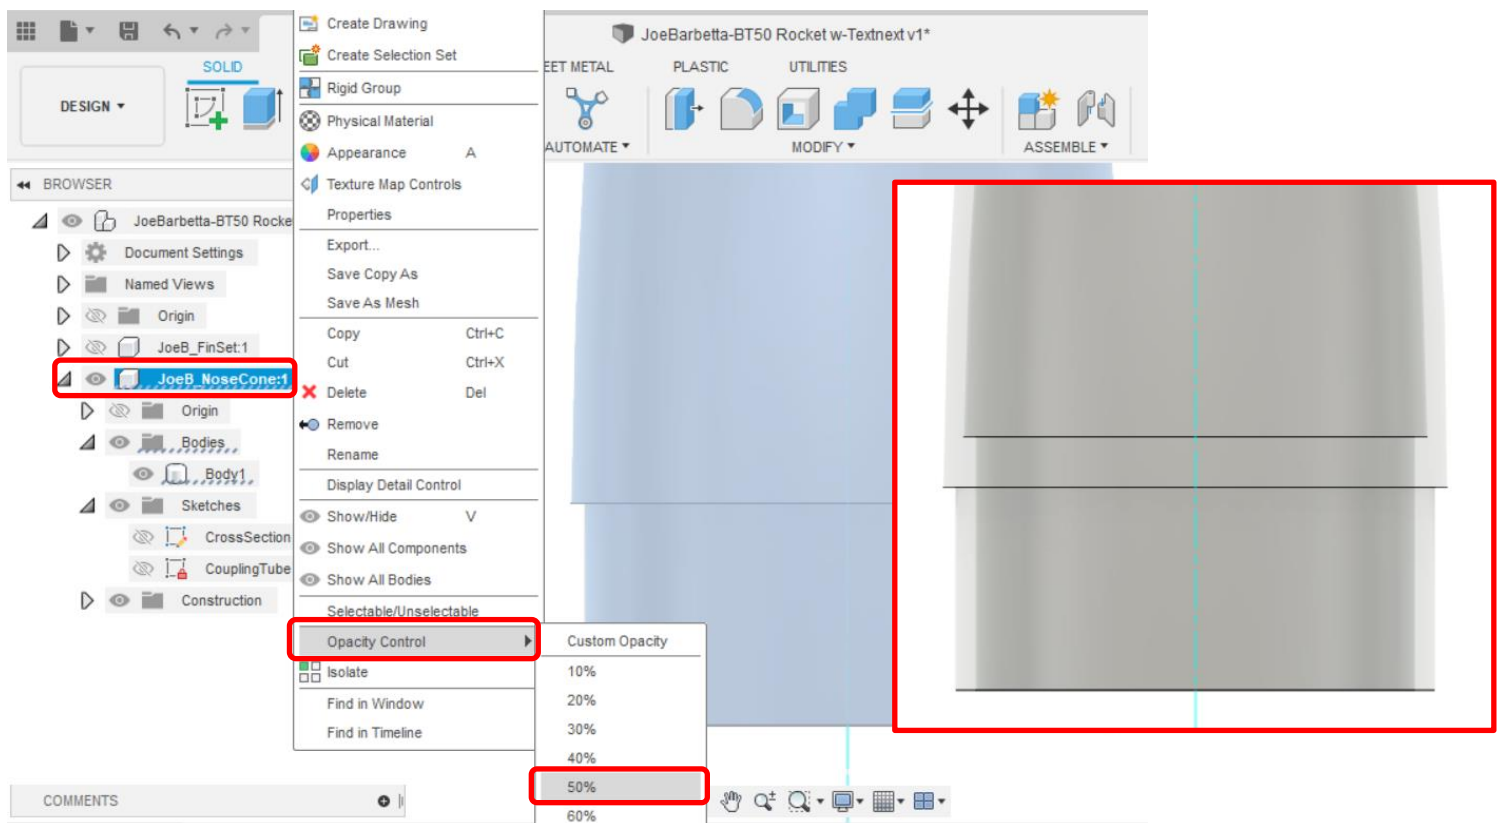 JoeBarbetta-BT50 Rocket w-Textnext v1*
SOLID
EET METAL
PLASTIC
UTILITIES
DESIGN
AUTOMATE
MODIFY
ASSEMBLE
BROWSER
JoeBarbetta-BT50 Rocke
Document Settings
Named Views
Origin
JoeB_FinSet:1
JoeB_NoseCone:1
Origin
Bodies
Body1
Sketches
CrossSection
CouplingTube
Construction
COMMENTS
Create Drawing
Create Selection Set
Rigid Group
Physical Material
Appearance A
Texture Map Controls
Properties
Export...
Save Copy As
Save As Mesh
Copy Ctrl+C
Cut Ctrl+X
Delete Del
Remove
Rename
Display Detail Control
Show/Hide V
Show All Components
Show All Bodies
Selectable/Unselectable
Opacity Control
Isolate
Find in Window
Find in Timeline
Custom Opacity
10%
20%
30%
40%
50%
60%